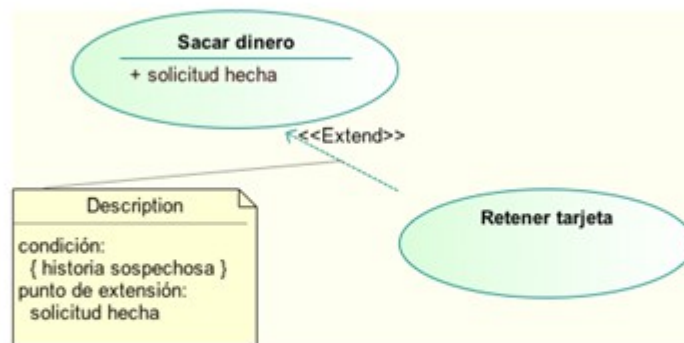 Sacar dinero
+ solicitud hecha
<<Extend>>
Description
condición:
{ historia sospechosa }
punto de extensión:
solicitud hecha
Retener tarjeta